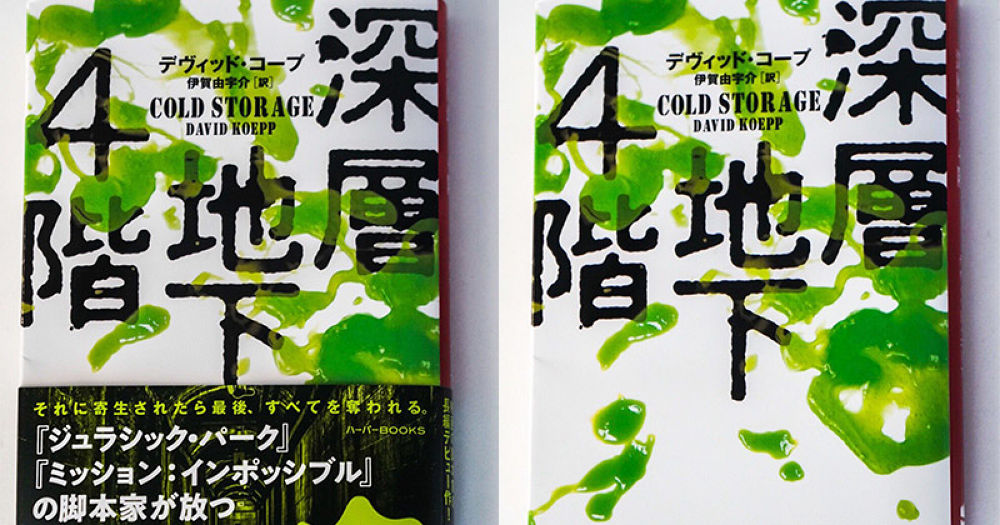 深層
地下
4階
デヴィッド・コープ
伊賀由宇介[訳]
COLD STORAGE
DAVID KOEPP
それに寄生されたら最後、すべてを奪われる。
ハーパーBOOKS
『ジュラシック・パーク』
『ミッション:インポッシブル』
の脚本家が放つ
深層
地下
4階
デヴィッド・コープ
伊賀由宇介[訳]
COLD STORAGE
DAVID KOEPP